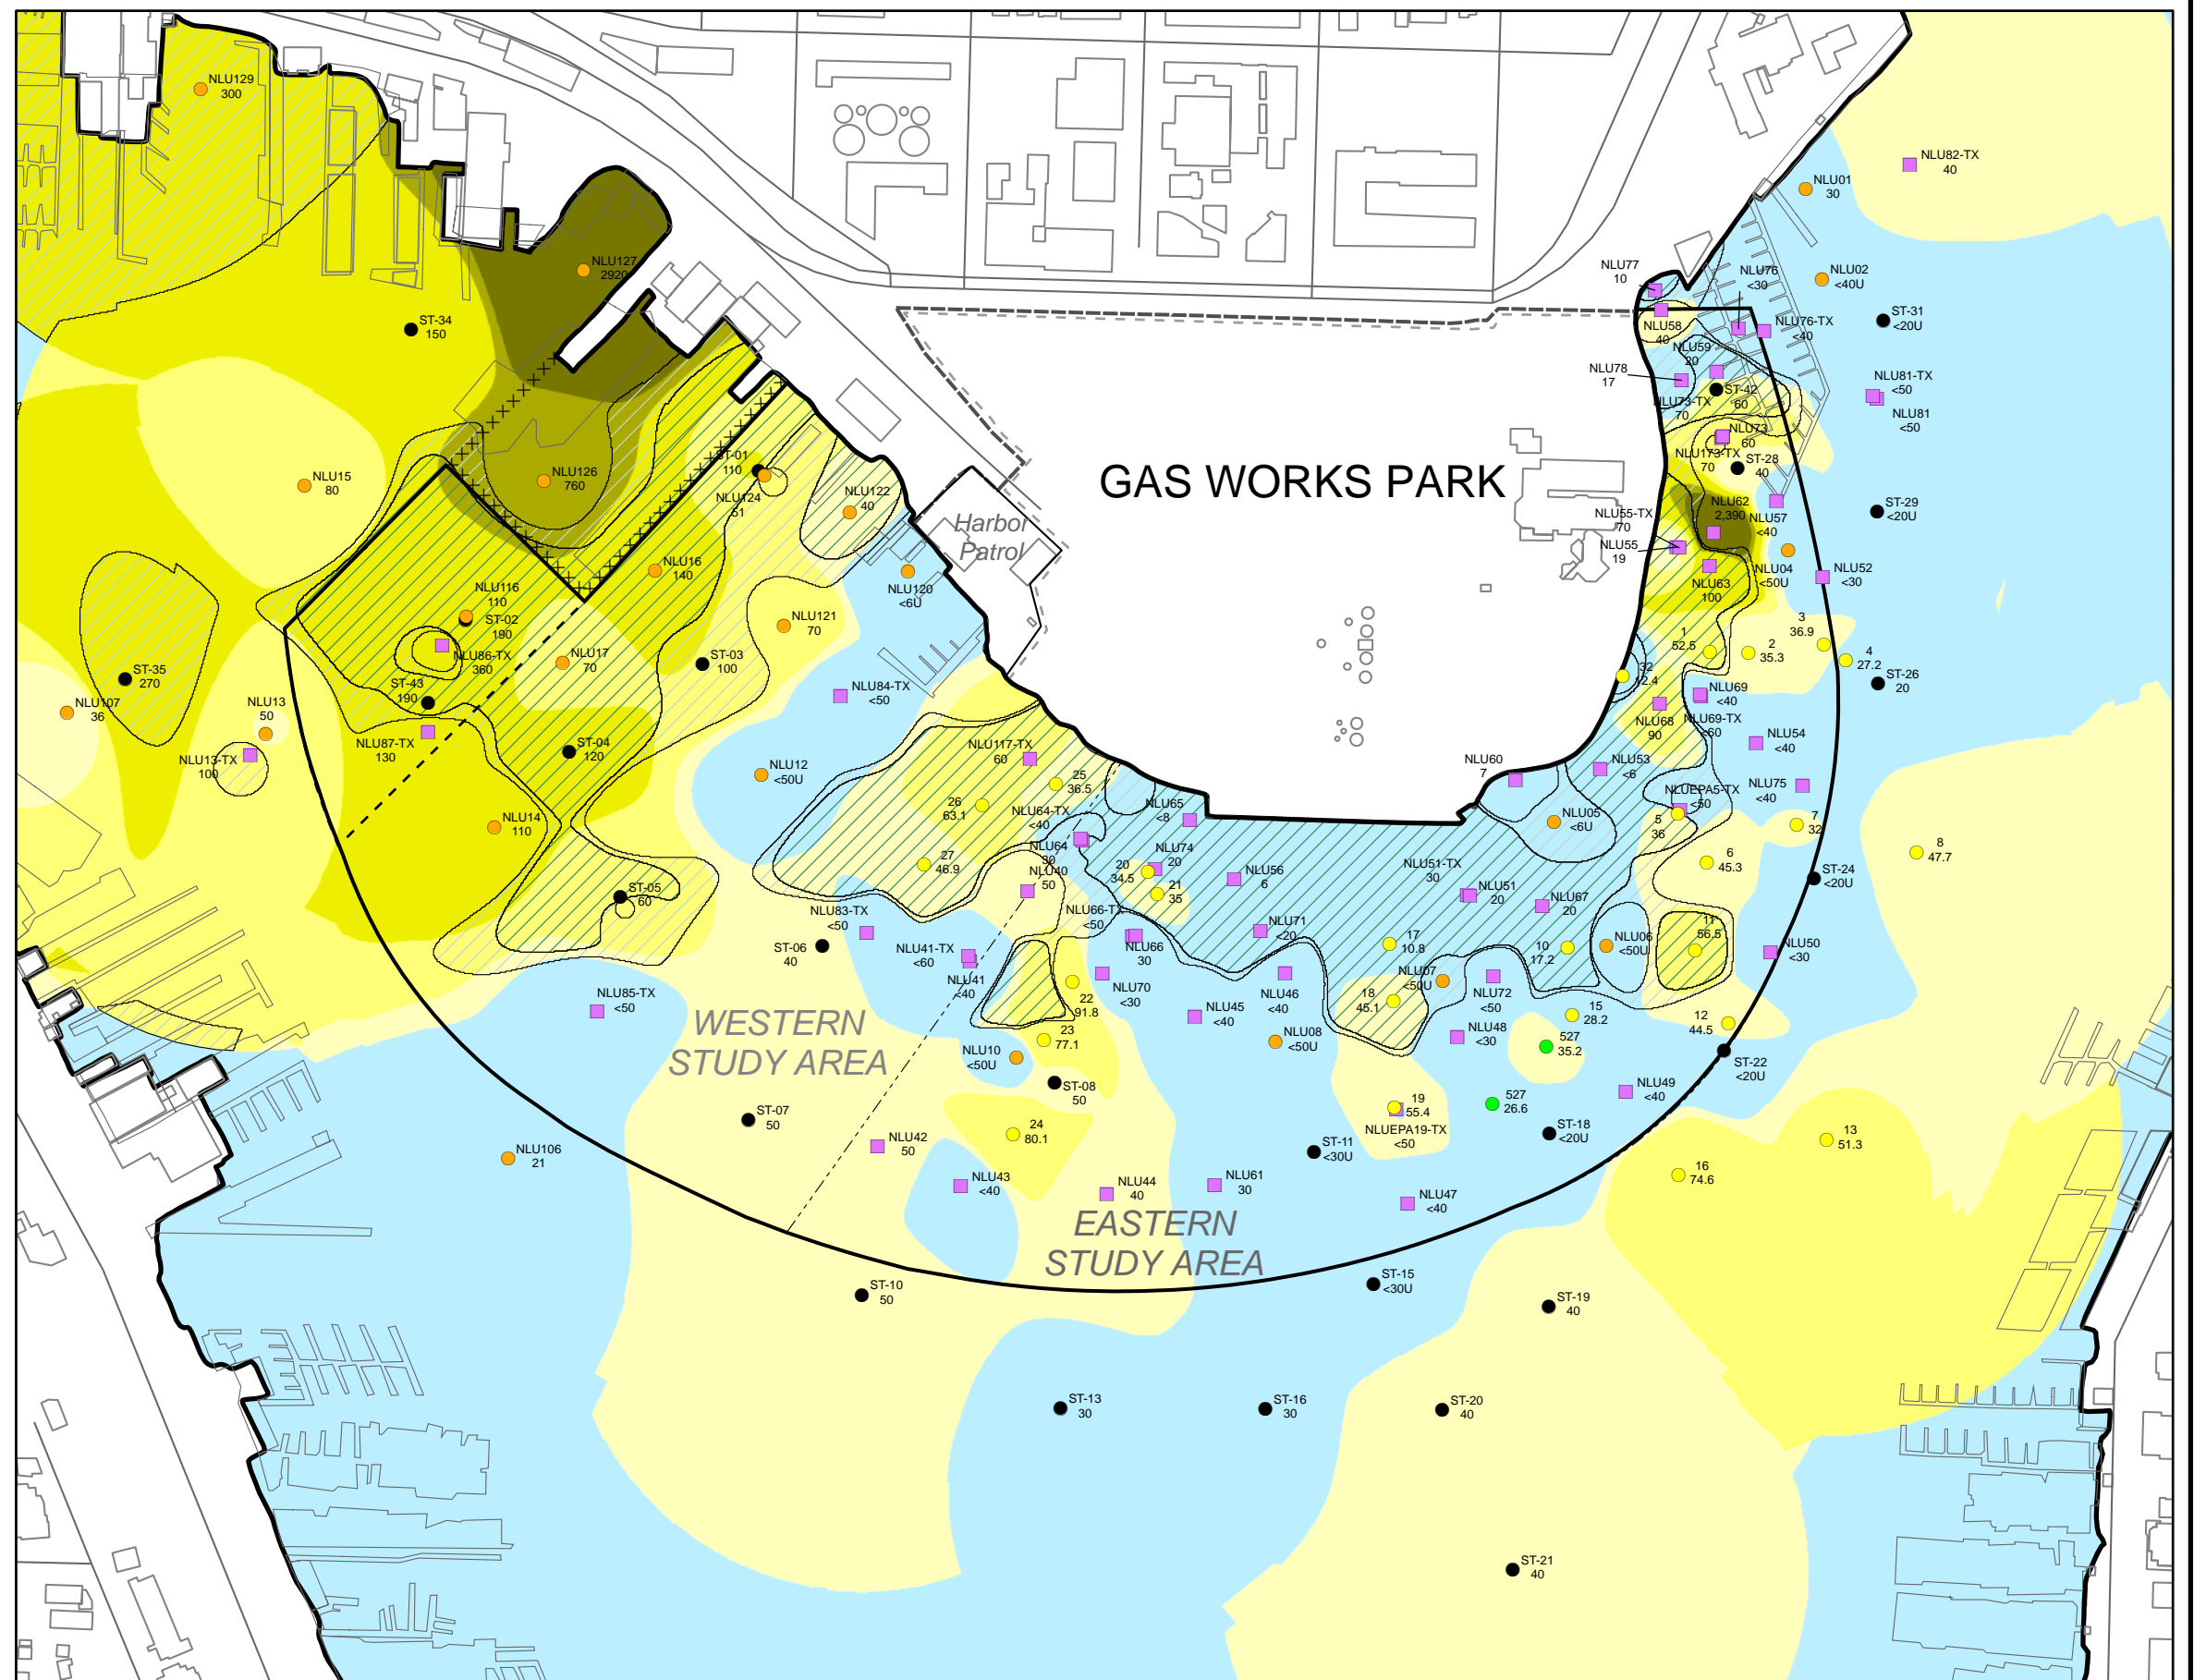 NLU129
300
NLU82-TX
40
NLU01
30
NLU127
2920
NLU77
10
NLU76
<30
NLU02
<40U
ST-34
150
ST-31
<20U
NLU58
40
NLU76-TX
<40
NLU59
20
NLU78
17
NLU81-TX
<50
NLU81
<50
ST-42
60
NLU73-TX
70
NLU73
60
NLU173-TX
70
ST-28
40
GAS WORKS PARK
ST-01
110
NLU124
51
NLU126
760
NLU15
80
NLU122
40
Harbor
Patrol
NLU62
2,390
NLU57
<40
NLU55-TX
70
NLU55
19
ST-29
<20U
NLU04
<50U
NLU52
<30
NLU63
100
NLU16
140
NLU120
<6U
NLU116
110
ST-02
190
NLU121
70
NLU86-TX
360
NLU17
70
ST-03
100
1
52.5
2
35.3
3
36.9
4
27.2
ST-26
20
32
12.4
ST-35
270
ST-43
190
NLU84-TX
<50
NLU69
<40
NLU68
90
NLU69-TX
<60
NLU107
36
NLU13
50
NLU13-TX
100
NLU87-TX
130
ST-04
120
NLU117-TX
60
NLU54
<40
NLU12
<50U
25
36.5
NLU60
7
NLU53
<6
NLUEPA5-TX
<50
NLU75
<40
26
63.1
NLU64-TX
<40
NLU65
<8
NLU14
110
NLU05
<6U
5
36
7
32
NLU64
30
NLU74
20
27
46.9
20
34.5
6
45.3
8
47.7
NLU40
50
NLU56
6
NLU51-TX
30
NLU51
20
NLU67
20
ST-24
<20U
ST-05
60
21
35
NLU83-TX
<50
NLU66-TX
<50
NLU71
<20
11
56.5
ST-06
40
NLU66
30
17
10.8
10
17.2
NLU06
<50U
NLU50
<30
NLU41-TX
<60
NLU41
<40
NLU70
<30
NLU46
<40
NLU07
<50U
NLU72
<50
NLU85-TX
<50
22
91.8
NLU45
<40
18
45.1
15
28.2
12
44.5
WESTERN
STUDY AREA
23
77.1
NLU08
<50U
NLU48
<30
527
35.2
NLU10
<50U
ST-22
<20U
ST-08
50
NLU49
<40
ST-07
50
24
80.1
19
55.4
NLUEPA19-TX
<50
527
26.6
ST-18
<20U
13
51.3
NLU42
50
ST-11
<30U
NLU106
21
16
74.6
NLU43
<40
NLU44
40
NLU61
30
NLU47
<40
EASTERN
STUDY AREA
ST-10
50
ST-15
<30U
ST-19
40
ST-13
30
ST-16
30
ST-20
40
ST-21
40